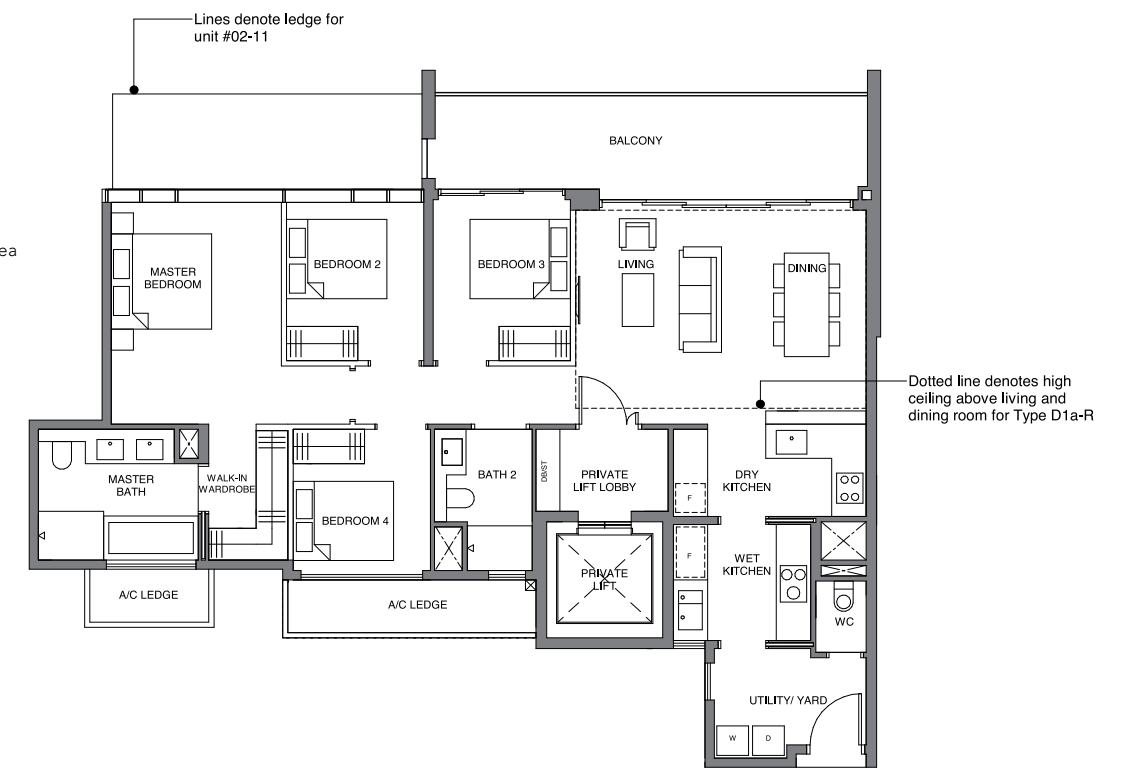 Lines denote ledge for
unit #02-11
BALCONY
ea
MASTER
BEDROOM
BEDROOM 2
BEDROOM 3
LIVING
DINING
Dotted line denotes high
ceiling above living and
dining room for Type D1a-R
MASTER
BATH
WALK-IN
WARDROBE
BEDROOM 4
BATH 2
DB/ST
PRIVATE
LIFT LOBBY
F
DRY
KITCHEN
F
WET
KITCHEN
PRIVATE
LIFT
A/C LEDGE
A/C LEDGE
WC
UTILITY/ YARD
W
D